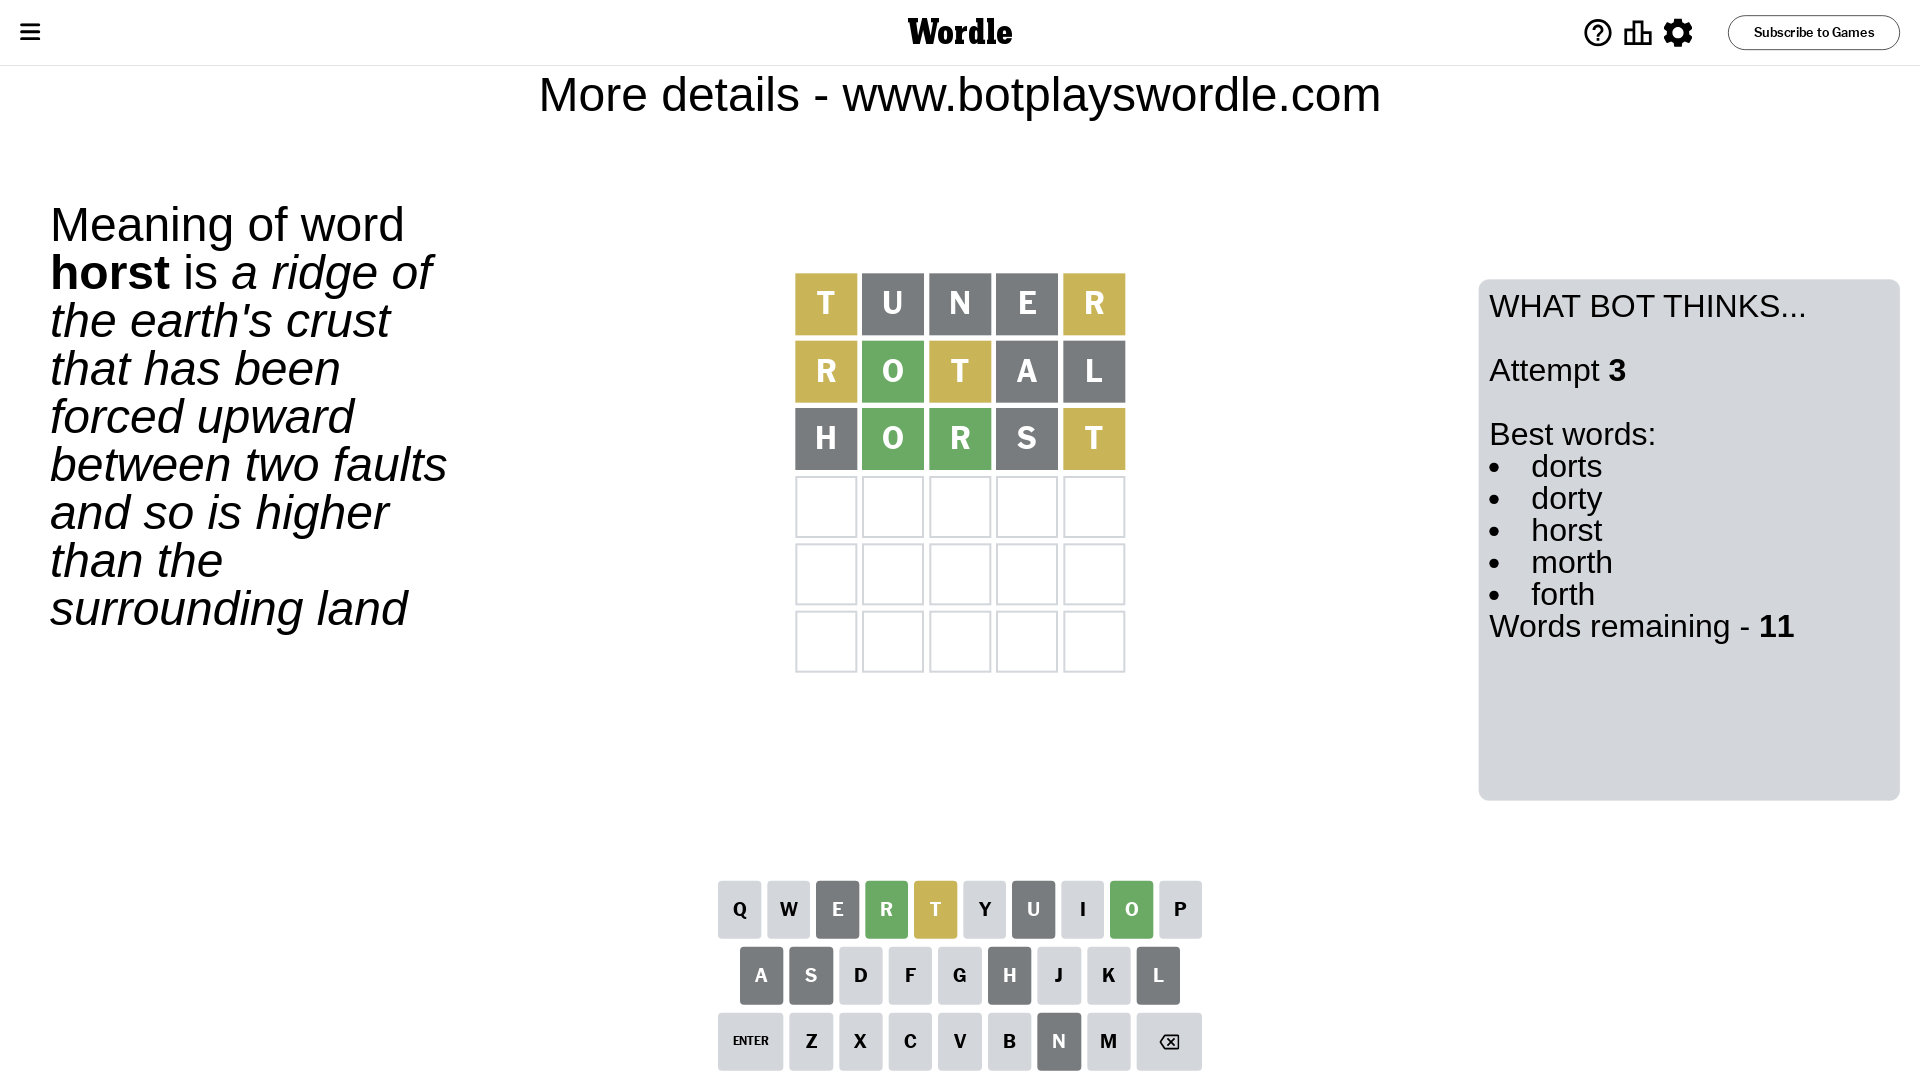 Wordle
Subscribe to Games
More details - www.botplayswordle.com
Meaning of word
horst is a ridge of
the earth's crust
that has been
forced upward
between two faults
and so is higher
than the
surrounding land
T U N E R
R O T A L
H O R S T
WHAT BOT THINKS...
Attempt 3
Best words:
• dorts
• dorty
• horst
• morth
• forth
Words remaining - 11
Q W E R T Y U I O P
A S D F G H J K L
ENTER Z X C V B N M